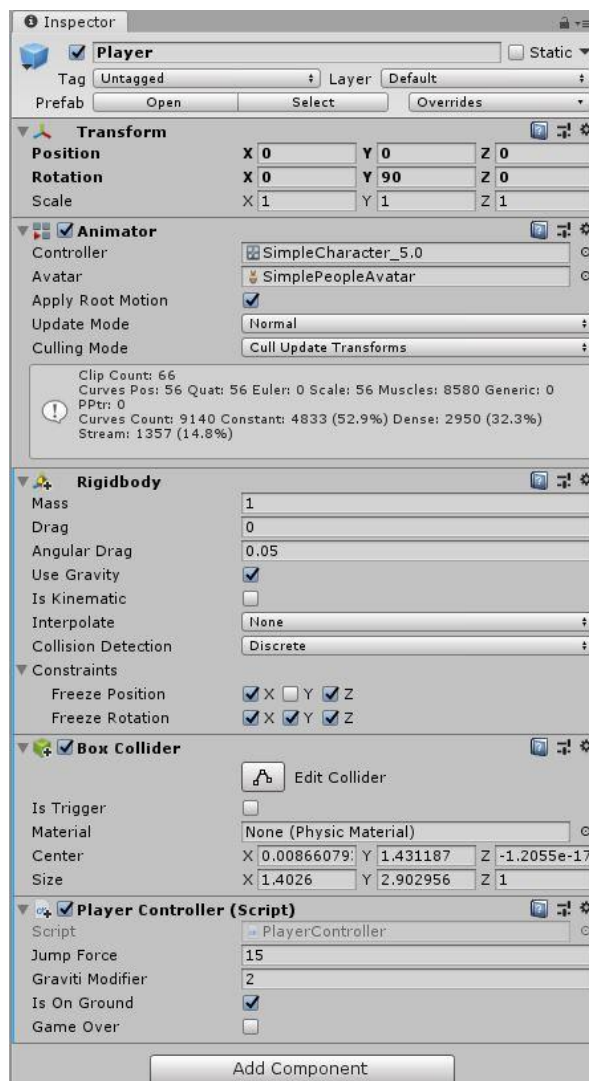 Inspector
Player Static
Tag Untagged Layer Default
Prefab Open Select Overrides
Transform
Position X 0 Y 0 Z 0
Rotation X 0 Y 90 Z 0
Scale X 1 Y 1 Z 1
Animator
Controller SimpleCharacter_5.0
Avatar SimplePeopleAvatar
Apply Root Motion
Update Mode Normal
Culling Mode Cull Update Transforms
Clip Count: 66
Curves Pos: 56 Quat: 56 Euler: 0 Scale: 56 Muscles: 8580 Generic: 0
PPtr: 0
Curves Count: 9140 Constant: 4833 (52.9%) Dense: 2950 (32.3%)
Stream: 1357 (14.8%)
Rigidbody
Mass 1
Drag 0
Angular Drag 0.05
Use Gravity
Is Kinematic
Interpolate None
Collision Detection Discrete
Constraints
Freeze Position X Y Z
Freeze Rotation X Y Z
Box Collider
Edit Collider
Is Trigger
Material None (Physic Material)
Center X 0.00866079 Y 1.431187 Z -1.2055e-17
Size X 1.4026 Y 2.902956 Z 1
Player Controller (Script)
Script PlayerController
Jump Force 15
Graviti Modifier 2
Is On Ground
Game Over
Add Component